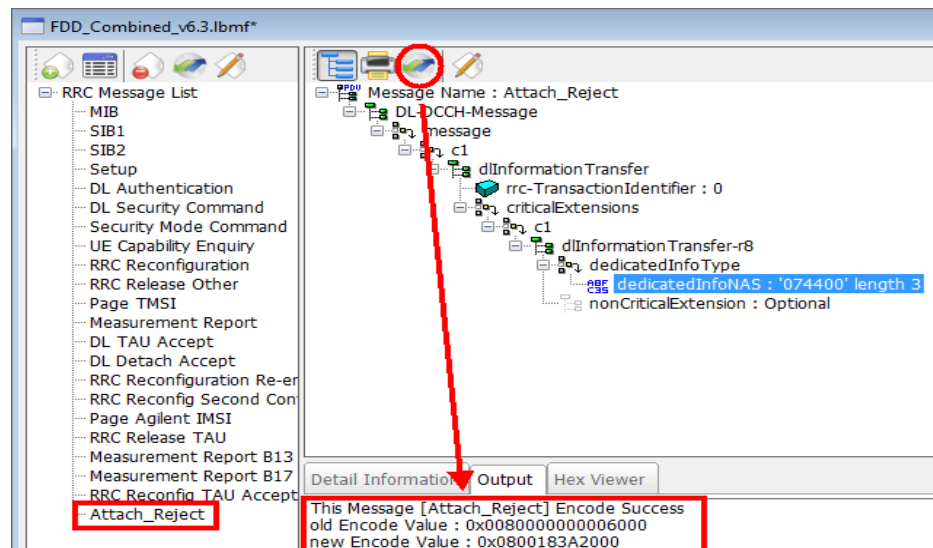 FDD_Combined_v6.3.lbmf*
RRC Message List
MIB
SIB1
SIB2
Setup
DL Authentication
DL Security Command
Security Mode Command
UE Capability Enquiry
RRC Reconfiguration
RRC Release Other
Page TMSI
Measurement Report
DL TAU Accept
DL Detach Accept
RRC Reconfiguration Re-er
RRC Reconfig Second Con
Page Agilent IMSI
RRC Release TAU
Measurement Report B13
Measurement Report B17
RRC Reconfig TAU Accept
Attach_Reject
PDU Message Name : Attach_Reject
DL-DCCH-Message
message
c1
dlInformationTransfer
rrc-TransactionIdentifier : 0
criticalExtensions
c1
dlInformationTransfer-r8
dedicatedInfoType
ABF C35 dedicatedInfoNAS : '074400' length 3
nonCriticalExtension : Optional
Detail Information Output Hex Viewer
This Message [Attach_Reject] Encode Success
old Encode Value : 0x0080000000006000
new Encode Value : 0x0800183A2000